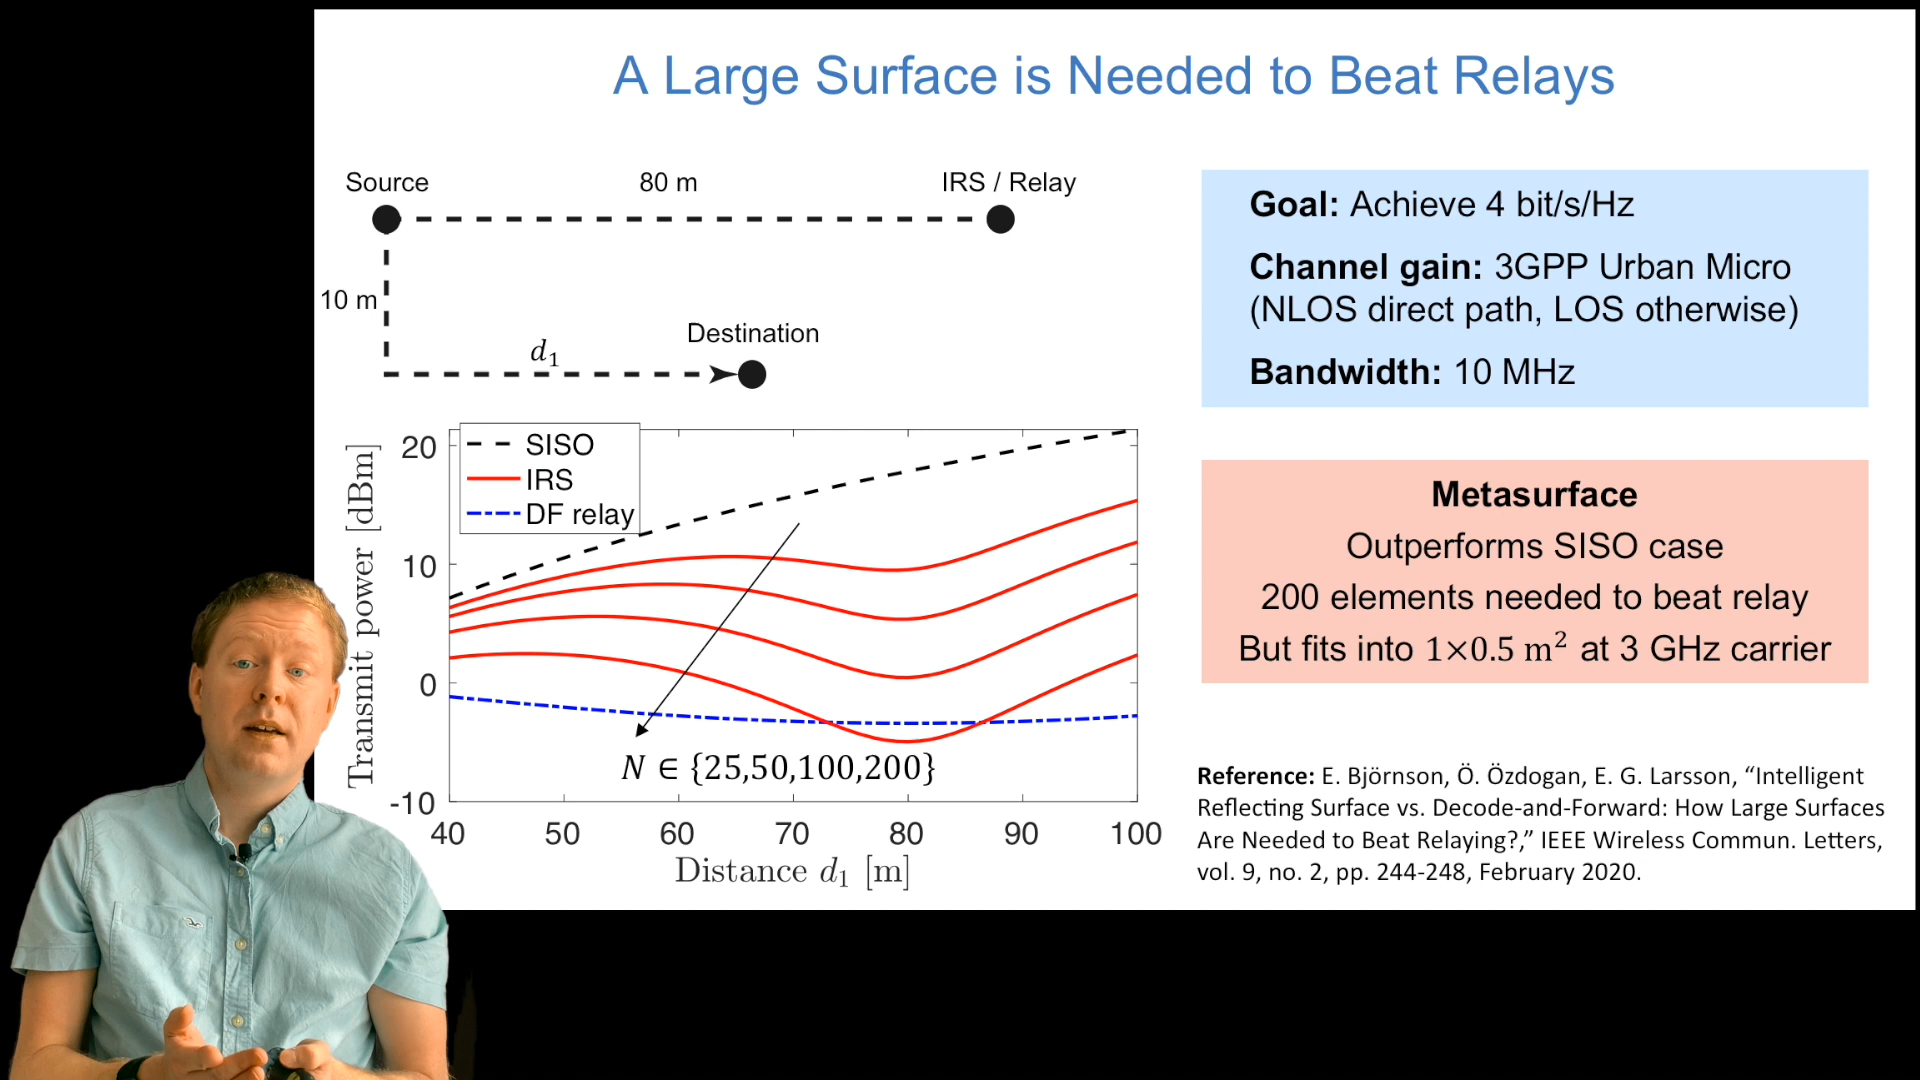 A Large Surface is Needed to Beat Relays
Source
80 m
IRS / Relay
10 m
Destination
d₁
Goal: Achieve 4 bit/s/Hz
Channel gain: 3GPP Urban Micro
(NLOS direct path, LOS otherwise)
Bandwidth: 10 MHz
SISO
IRS
DF relay
Transmit power [dBm]
20
10
0
-10
N ∈ {25,50,100,200}
40 50 60 70 80 90 100
Distance d₁ [m]
Metasurface
Outperforms SISO case
200 elements needed to beat relay
But fits into 1×0.5 m² at 3 GHz carrier
Reference: E. Björnson, Ö. Özdogan, E. G. Larsson, “Intelligent
Reflecting Surface vs. Decode-and-Forward: How Large Surfaces
Are Needed to Beat Relaying?,” IEEE Wireless Commun. Letters,
vol. 9, no. 2, pp. 244-248, February 2020.